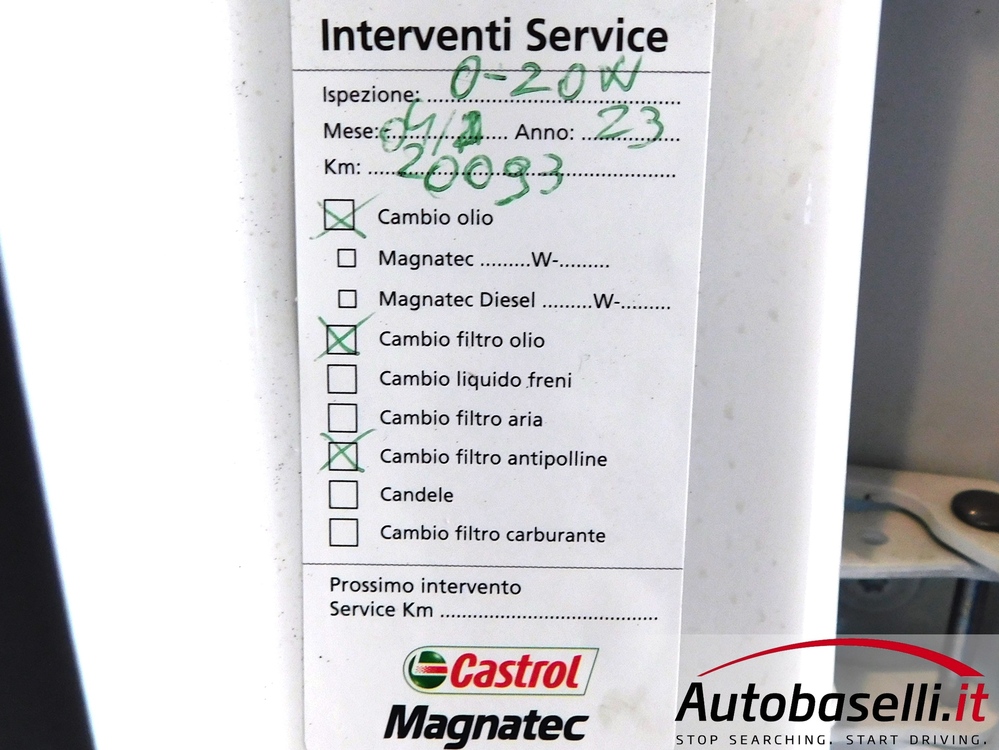 Interventi Service
Ispezione: 0-20W
Mese: 04/ Anno: 23
Km: 20093
Cambio olio
Magnatec .........W-.........
Magnatec Diesel .........W-.........
Cambio filtro olio
Cambio liquido freni
Cambio filtro aria
Cambio filtro antipolline
Candele
Cambio filtro carburante
Prossimo intervento
Service Km ........................................
Castrol
Magnatec
Autobaselli.it
STOP SEARCHING. START DRIVING.